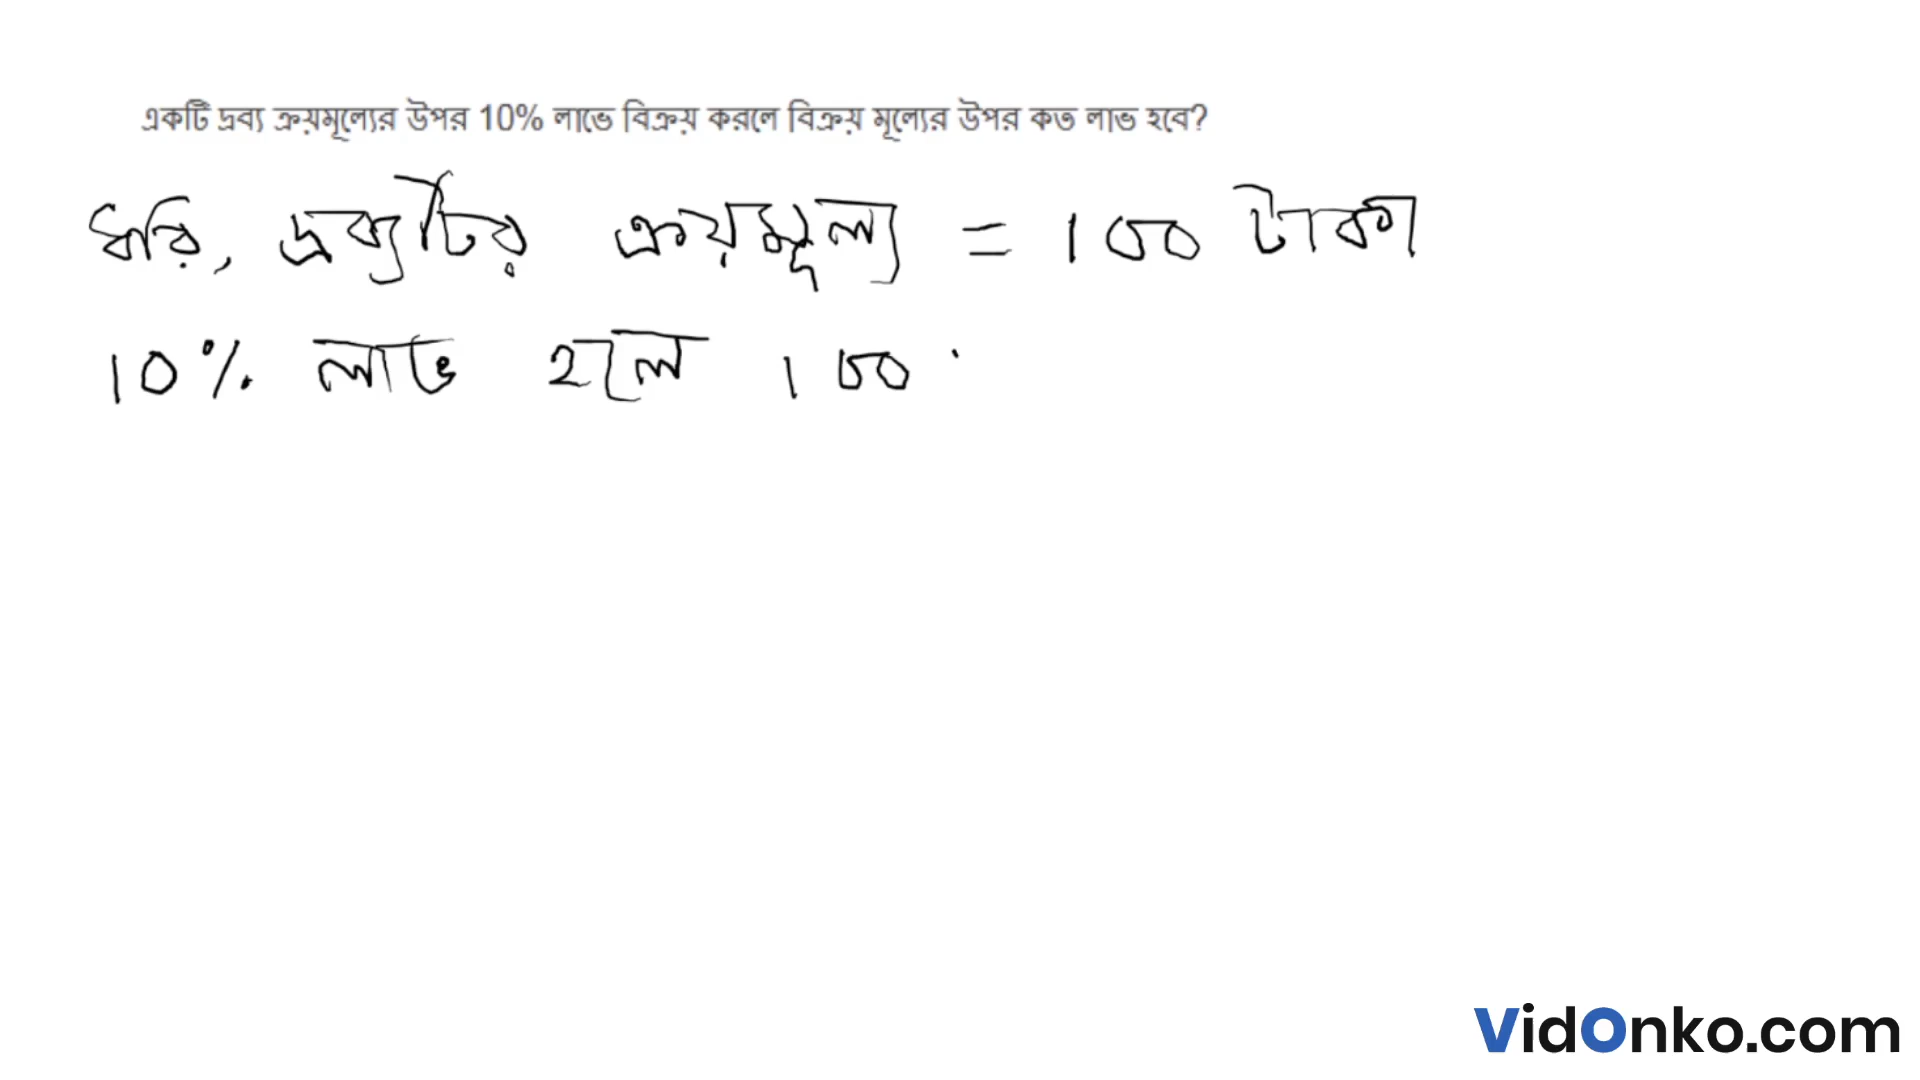 একটি দ্রব্য ক্রয়মূল্যের উপর 10% লাভে বিক্রয় করলে বিক্রয় মূল্যের উপর কত লাভ হবে?
ধরি, দ্রব্যটির ক্রয়মূল্য = 100 টাকা
10% লাভ হলে 100
VidOnko.com